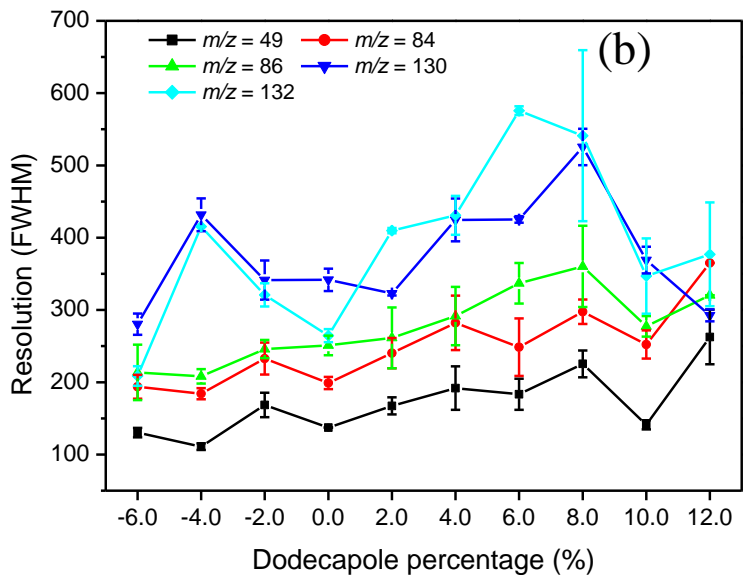 700
600
500
400
300
200
100
Resolution (FWHM)
m/z = 49
m/z = 84
m/z = 86
m/z = 130
m/z = 132
(b)
-6.0 -4.0 -2.0 0.0 2.0 4.0 6.0 8.0 10.0 12.0
Dodecapole percentage (%)